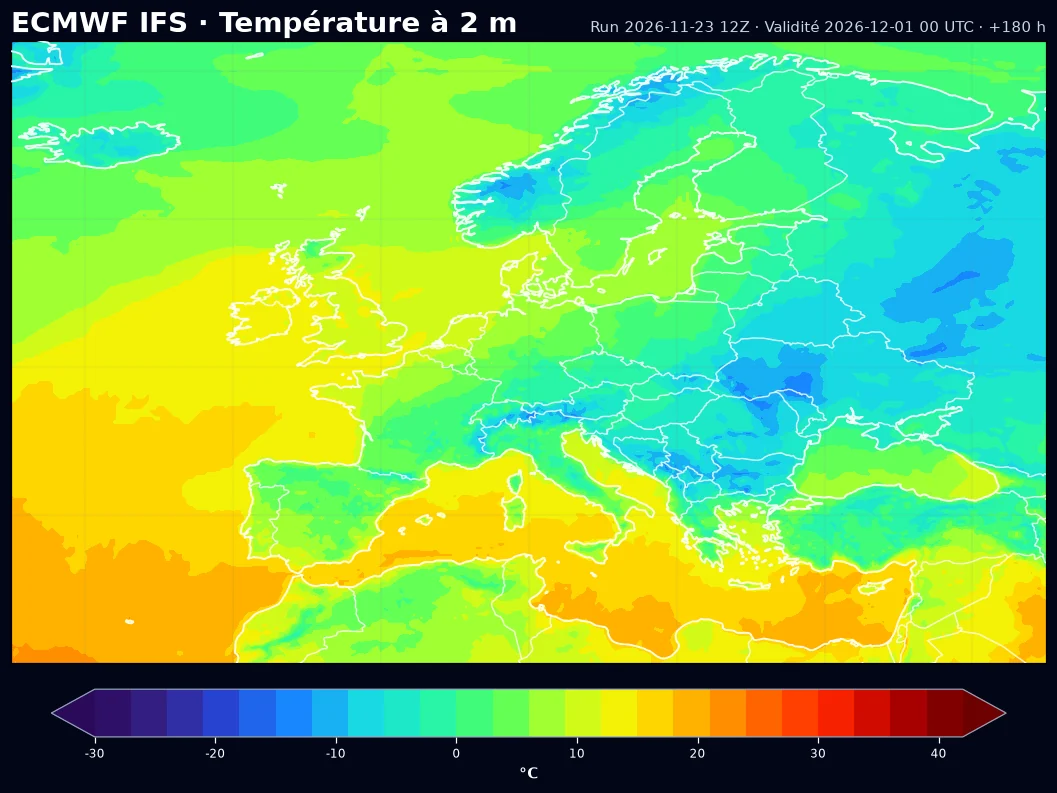 ECMWF IFS · Température à 2 m
Run 2026-11-23 12Z · Validité 2026-12-01 00 UTC · +180 h
-30 -20 -10 0 10 20 30 40
°C